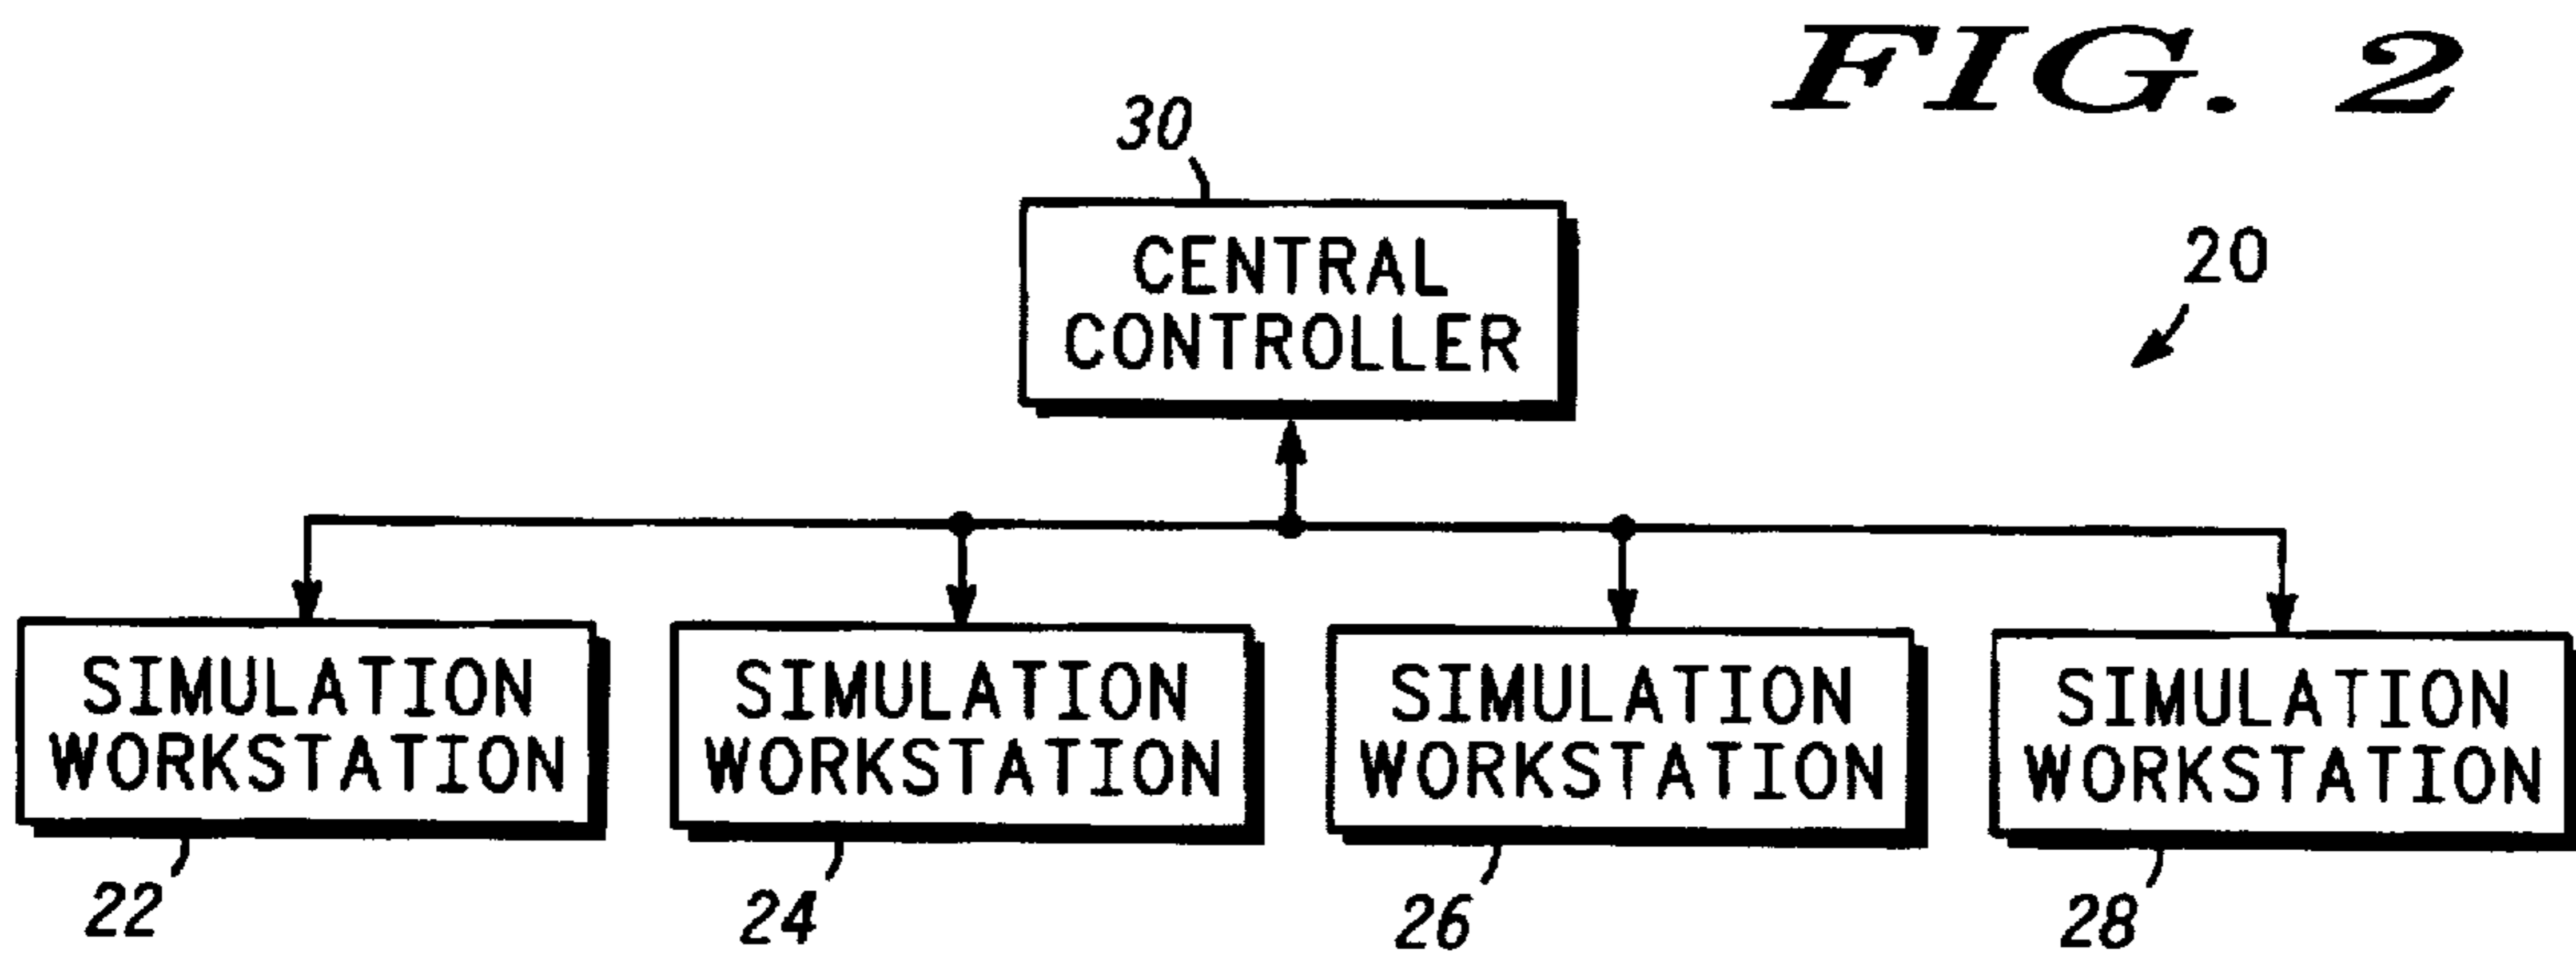 FIG. 2
30
CENTRAL
CONTROLLER
20
SIMULATION
WORKSTATION
SIMULATION
WORKSTATION
SIMULATION
WORKSTATION
SIMULATION
WORKSTATION
22
24
26
28